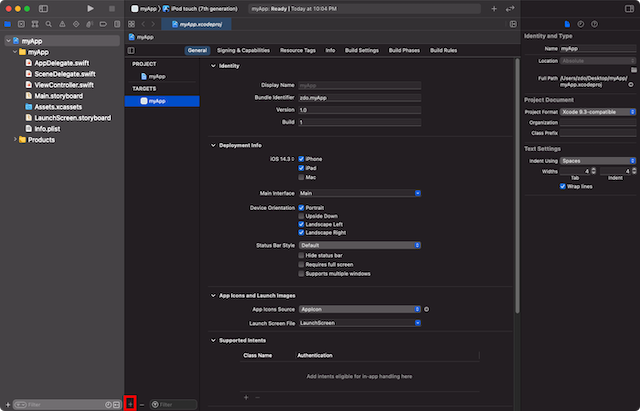 myApp
iPod touch (7th generation)
myApp: Ready | Today at 10:04 PM
myApp.xcodeproj
myApp
myApp
myApp
AppDelegate.swift
SceneDelegate.swift
ViewController.swift
Main.storyboard
Assets.xcassets
LaunchScreen.storyboard
Info.plist
Products
Filter
General
Signing & Capabilities
Resource Tags
Info
Build Settings
Build Phases
Build Rules
PROJECT
myApp
TARGETS
myApp
Filter
Identity
Display Name myApp
Bundle Identifier zdo.myApp
Version 1.0
Build 1
Deployment Info
iOS 14.3 iPhone
iPad
Mac
Main Interface Main
Device Orientation Portrait
Upside Down
Landscape Left
Landscape Right
Status Bar Style Default
Hide status bar
Requires full screen
Supports multiple windows
App Icons and Launch Images
App Icons Source AppIcon
Launch Screen File LaunchScreen
Supported Intents
Class Name Authentication
Add intents eligible for in-app handling here
Identity and Type
Name myApp
Location Absolute
Full Path /Users/zdo/Desktop/myApp/
myApp.xcodeproj
Project Document
Project Format Xcode 9.3-compatible
Organization
Class Prefix
Text Settings
Indent Using Spaces
Widths 4 4
Tab Indent
Wrap lines